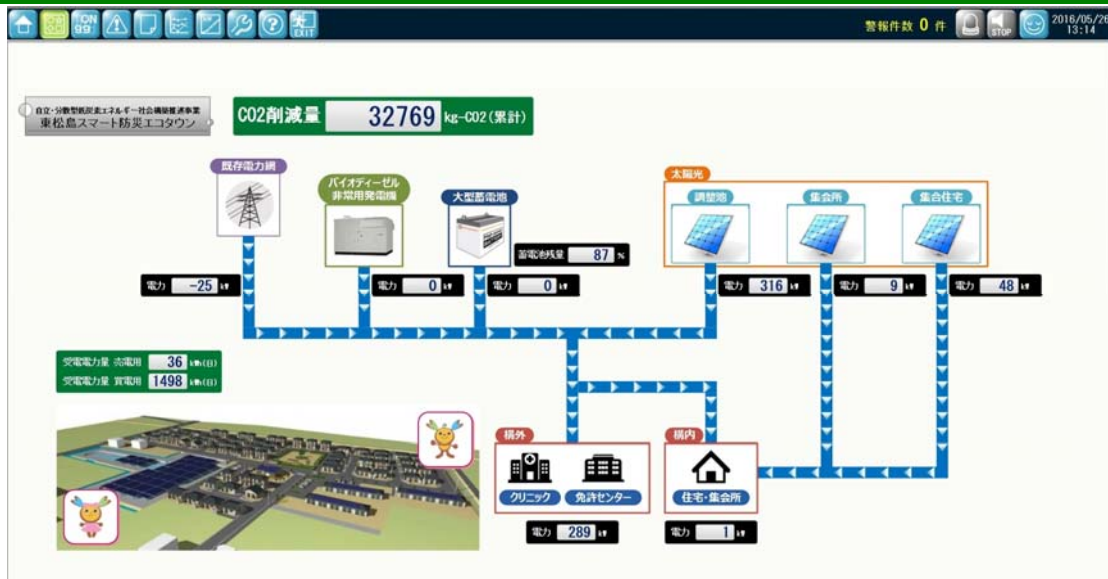 ON
99
EXIT
警報件数 0 件
STOP
2016/05/26
13:14
自立・分散型低炭素エネルギー社会構築推進事業
東松島スマート防災エコタウン
CO2削減量 32769 kg-CO2(累計)
既存電力網
バイオディーゼル
非常用発電機
大型蓄電池
太陽光
調整池
集会所
集合住宅
蓄電池残量 87 %
電力 -25 kW
電力 0 kW
電力 0 kW
電力 316 kW
電力 9 kW
電力 48 kW
受電電力量 売電用 36 kWh(日)
受電電力量 買電用 1498 kWh(日)
構外
クリニック
免許センター
構内
住宅・集会所
電力 289 kW
電力 1 kW